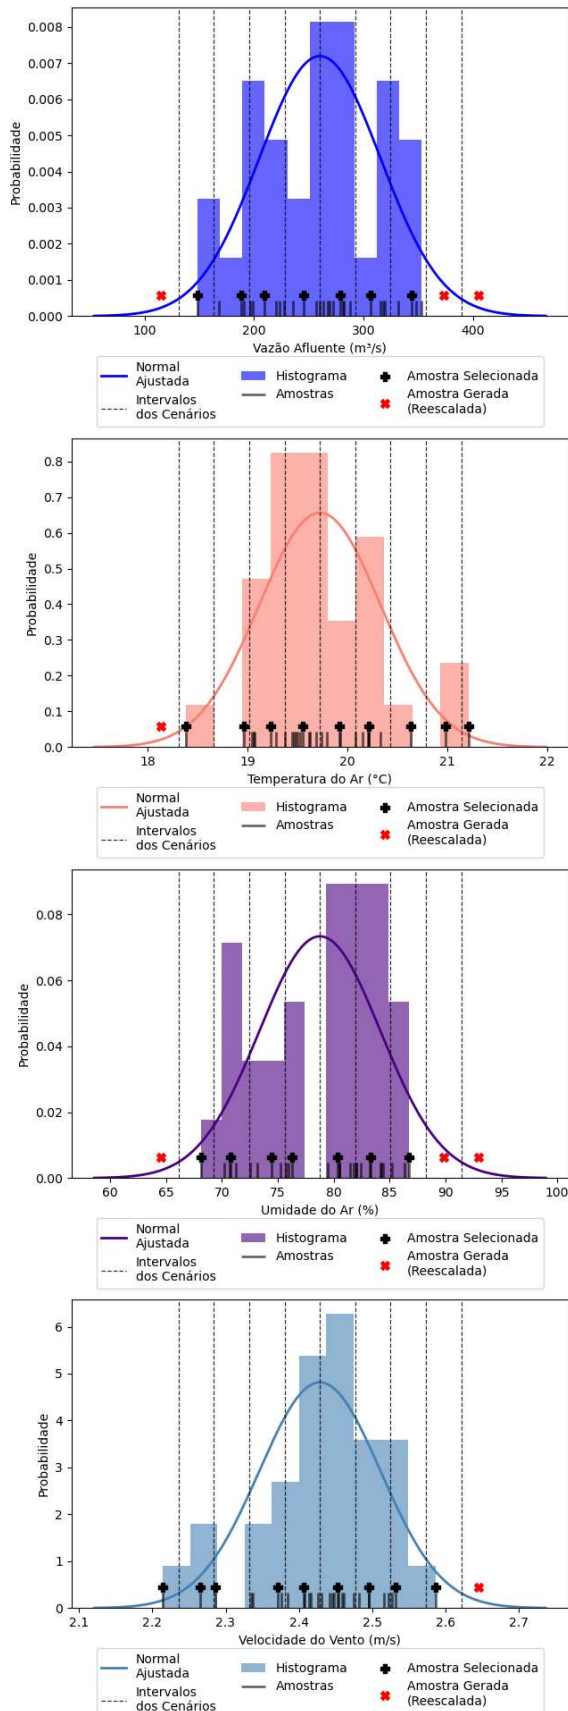 0.008
0.007
0.006
0.005
0.004
0.003
0.002
0.001
0.000
Probabilidade
100 200 300 400
Vazão Afluente (m³/s)
Normal Ajustada
Intervalos dos Cenários
Histograma
Amostras
Amostra Selecionada
Amostra Gerada (Reescalada)
0.8
0.7
0.6
0.5
0.4
0.3
0.2
0.1
0.0
Probabilidade
18 19 20 21 22
Temperatura do Ar (°C)
Normal Ajustada
Intervalos dos Cenários
Histograma
Amostras
Amostra Selecionada
Amostra Gerada (Reescalada)
0.08
0.06
0.04
0.02
0.00
Probabilidade
60 65 70 75 80 85 90 95 100
Umidade do Ar (%)
Normal Ajustada
Intervalos dos Cenários
Histograma
Amostras
Amostra Selecionada
Amostra Gerada (Reescalada)
6
5
4
3
2
1
0
Probabilidade
2.1 2.2 2.3 2.4 2.5 2.6 2.7
Velocidade do Vento (m/s)
Normal Ajustada
Intervalos dos Cenários
Histograma
Amostras
Amostra Selecionada
Amostra Gerada (Reescalada)